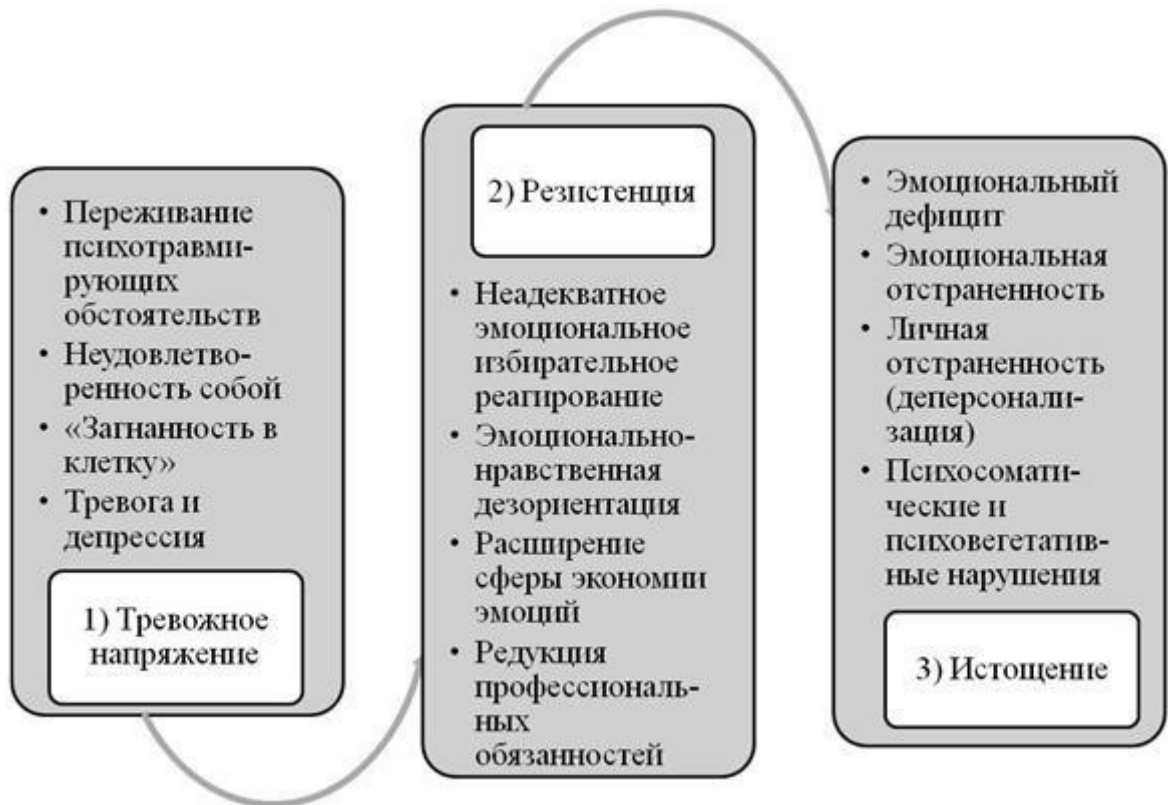 • Переживание
психотравми-
рующих
обстоятельств
• Неудовлетво-
ренность собой
• «Загнанность в
клетку»
• Тревога и
депрессия
1) Тревожное
напряжение
2) Резистенция
• Неадекватное
эмоциональное
избирательное
реагирование
• Эмоционально-
нравственная
дезориентация
• Расширение
сферы экономии
эмоций
• Редукция
профессиональ-
ных
обязанностей
• Эмоциональный
дефицит
• Эмоциональная
отстраненность
• Личная
отстраненность
(деперсонали-
зация)
• Психосомати-
ческие и
психовегетатив-
ные нарушения
3) Истощение